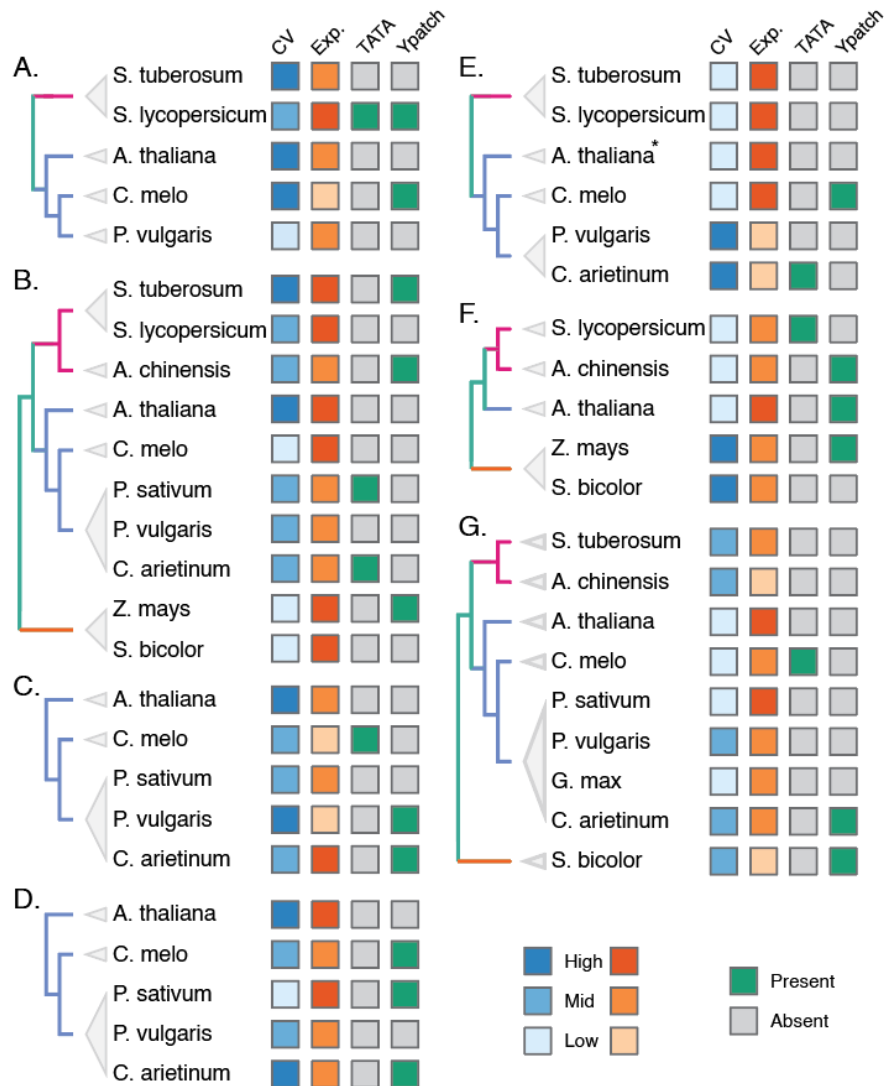 CV Exp. TATA Ypatch
A.
S. tuberosum
S. lycopersicum
A. thaliana
C. melo
P. vulgaris
B.
S. tuberosum
S. lycopersicum
A. chinensis
A. thaliana
C. melo
P. sativum
P. vulgaris
C. arietinum
Z. mays
S. bicolor
C.
A. thaliana
C. melo
P. sativum
P. vulgaris
C. arietinum
D.
A. thaliana
C. melo
P. sativum
P. vulgaris
C. arietinum
CV Exp. TATA Ypatch
E.
S. tuberosum
S. lycopersicum
A. thaliana*
C. melo
P. vulgaris
C. arietinum
F.
S. lycopersicum
A. chinensis
A. thaliana
Z. mays
S. bicolor
G.
S. tuberosum
A. chinensis
A. thaliana
C. melo
P. sativum
P. vulgaris
G. max
C. arietinum
S. bicolor
High
Mid
Low
Present
Absent